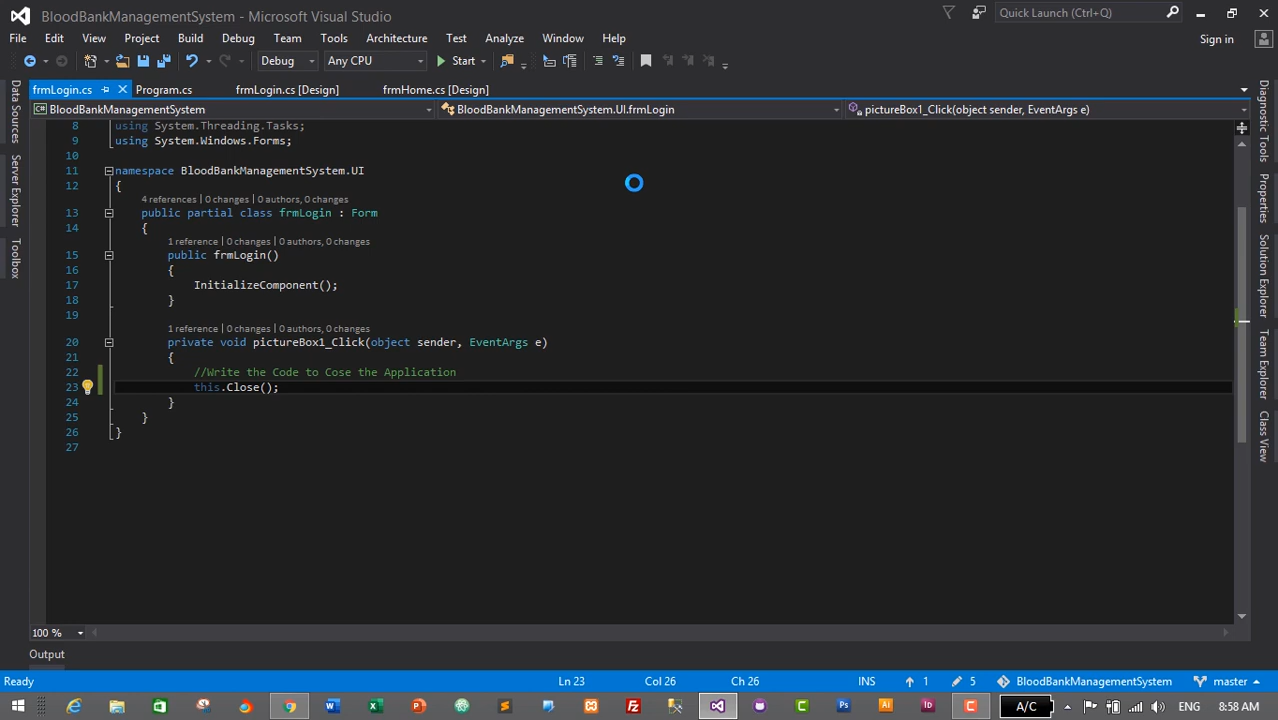 BloodBankManagementSystem - Microsoft Visual Studio
Quick Launch (Ctrl+Q)
File Edit View Project Build Debug Team Tools Architecture Test Analyze Window Help
Sign in
Debug Any CPU Start
frmLogin.cs Program.cs frmLogin.cs [Design] frmHome.cs [Design]
BloodBankManagementSystem BloodBankManagementSystem.UI.frmLogin pictureBox1_Click(object sender, EventArgs e)
Data Sources
Server Explorer
Toolbox
8 using System.Threading.Tasks;
9 using System.Windows.Forms;
10
11 namespace BloodBankManagementSystem.UI
12 {
4 references | 0 changes | 0 authors, 0 changes
13 public partial class frmLogin : Form
14 {
1 reference | 0 changes | 0 authors, 0 changes
15 public frmLogin()
16 {
17 InitializeComponent();
18 }
19
1 reference | 0 changes | 0 authors, 0 changes
20 private void pictureBox1_Click(object sender, EventArgs e)
21 {
22 //Write the Code to Cose the Application
23 this.Close();
24 }
25 }
26 }
27
Diagnostic Tools
Properties
Solution Explorer
Team Explorer
Class View
100 %
Output
Ready Ln 23 Col 26 Ch 26 INS 1 5 BloodBankManagementSystem master
A/C ENG 8:58 AM